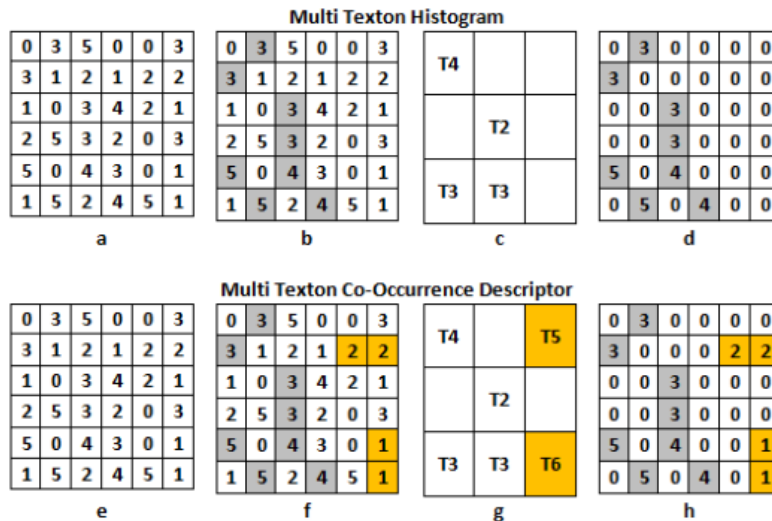 Multi Texton Histogram
0 3 5 0 0 3 0 3 5 0 0 3 T4 0 3 0 0 0 0
3 1 2 1 2 2 3 1 2 1 2 2 3 0 0 0 0 0
1 0 3 4 2 1 1 0 3 4 2 1 T2 0 0 3 0 0 0
2 5 3 2 0 3 2 5 3 2 0 3 0 0 3 0 0 0
5 0 4 3 0 1 5 0 4 3 0 1 T3 T3 5 0 4 0 0 0
1 5 2 4 5 1 1 5 2 4 5 1 0 5 0 4 0 0
a b c d
Multi Texton Co-Occurrence Descriptor
0 3 5 0 0 3 0 3 5 0 0 3 T4 T5 0 3 0 0 0 0
3 1 2 1 2 2 3 1 2 1 2 2 3 0 0 0 2 2
1 0 3 4 2 1 1 0 3 4 2 1 T2 0 0 3 0 0 0
2 5 3 2 0 3 2 5 3 2 0 3 0 0 3 0 0 0
5 0 4 3 0 1 5 0 4 3 0 1 T3 T3 T6 5 0 4 0 0 1
1 5 2 4 5 1 1 5 2 4 5 1 0 5 0 4 0 1
e f g h